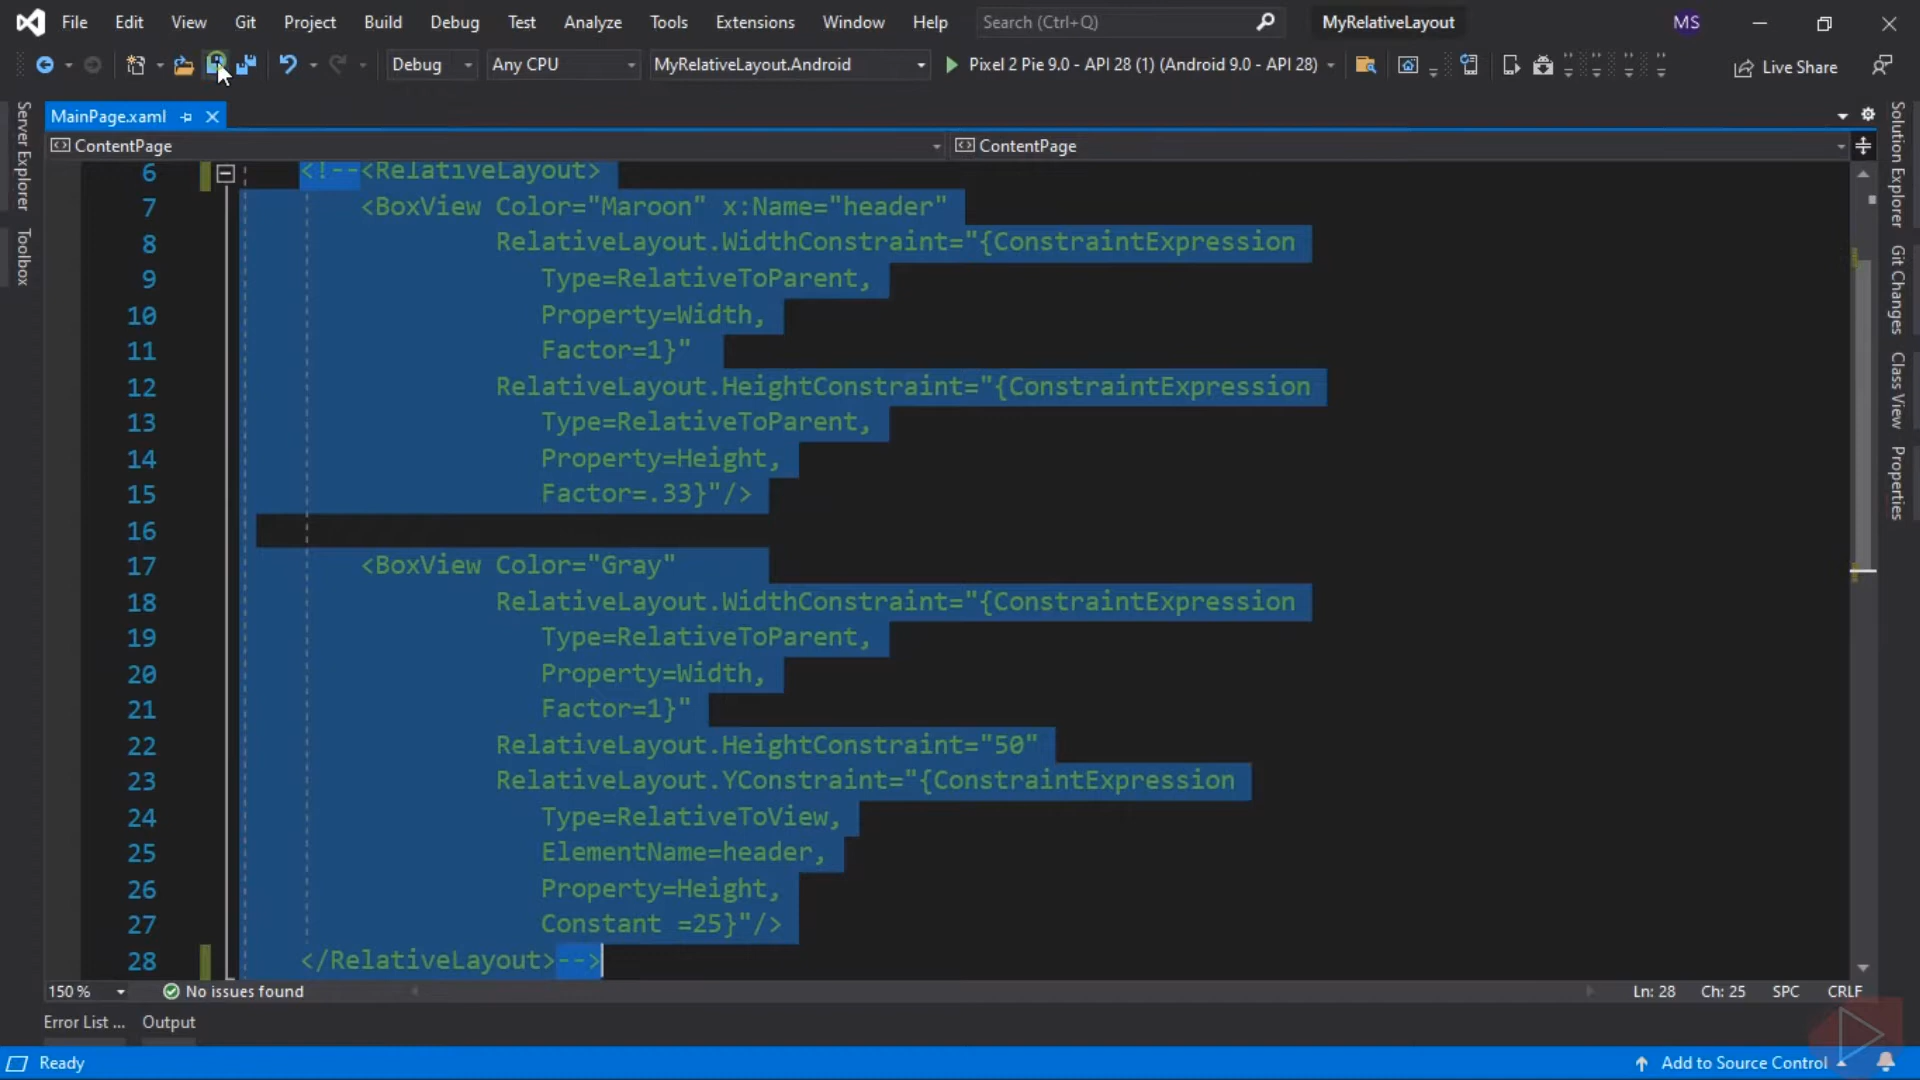 File Edit View Git Project Build Debug Test Analyze Tools Extensions Window Help Search (Ctrl+Q) MyRelativeLayout MS
Debug Any CPU MyRelativeLayout.Android Pixel 2 Pie 9.0 - API 28 (1) (Android 9.0 - API 28) Live Share
MainPage.xaml
ContentPage ContentPage
Server Explorer
Toolbox
Solution Explorer
Git Changes
Class View
Properties
6 <!--<RelativeLayout>
7 <BoxView Color="Maroon" x:Name="header"
8 RelativeLayout.WidthConstraint="{ConstraintExpression
9 Type=RelativeToParent,
10 Property=Width,
11 Factor=1}"
12 RelativeLayout.HeightConstraint="{ConstraintExpression
13 Type=RelativeToParent,
14 Property=Height,
15 Factor=.33}"/>
16
17 <BoxView Color="Gray"
18 RelativeLayout.WidthConstraint="{ConstraintExpression
19 Type=RelativeToParent,
20 Property=Width,
21 Factor=1}"
22 RelativeLayout.HeightConstraint="50"
23 RelativeLayout.YConstraint="{ConstraintExpression
24 Type=RelativeToView,
25 ElementName=header,
26 Property=Height,
27 Constant =25}"/>
28 </RelativeLayout>-->
150 % No issues found Ln: 28 Ch: 25 SPC CRLF
Error List ... Output
Ready Add to Source Control